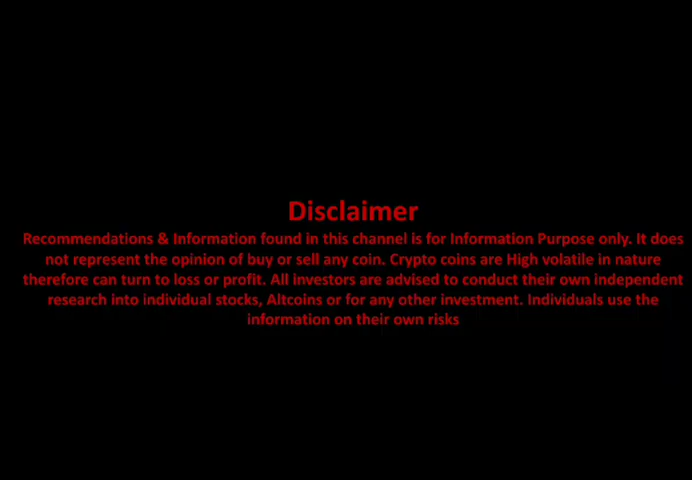 Disclaimer
Recommendations & Information found in this channel is for Information Purpose only. It does
not represent the opinion of buy or sell any coin. Crypto coins are High volatile in nature
therefore can turn to loss or profit. All investors are advised to conduct their own independent
research into individual stocks, Altcoins or for any other investment. Individuals use the
information on their own risks